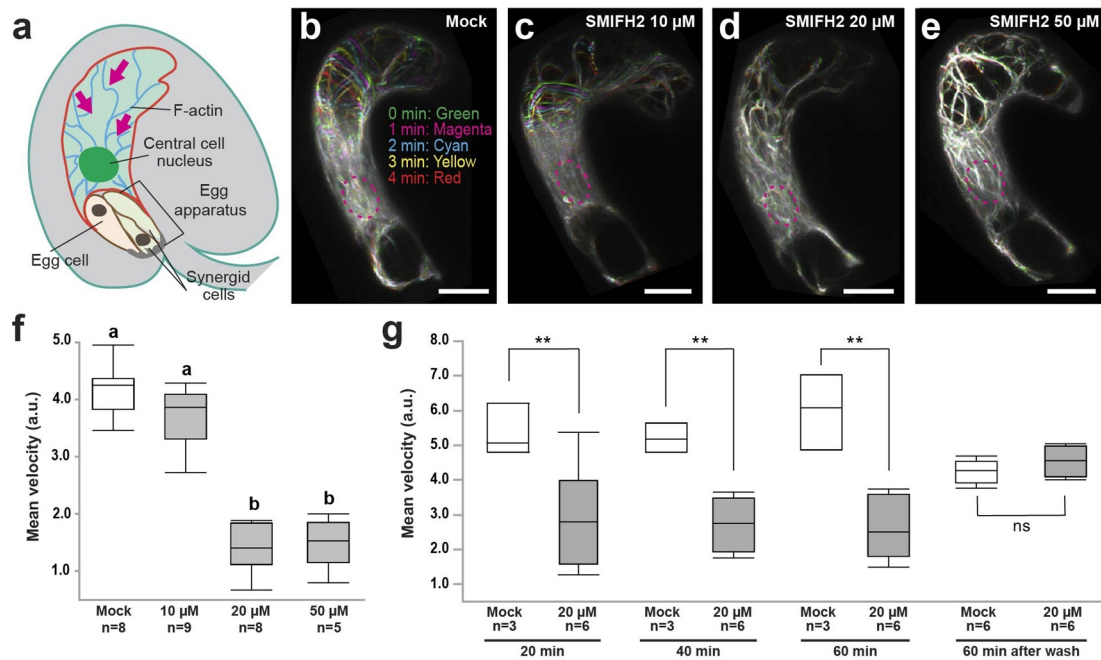 a
F-actin
Central cell
nucleus
Egg
apparatus
Egg cell
Synergid
cells
b
Mock
0 min: Green
1 min: Magenta
2 min: Cyan
3 min: Yellow
4 min: Red
c
SMIFH2 10 µM
d
SMIFH2 20 µM
e
SMIFH2 50 µM
f
Mean velocity (a.u.)
5.0
4.0
3.0
2.0
1.0
a
a
b
b
Mock
n=8
10 µM
n=9
20 µM
n=8
50 µM
n=5
g
Mean velocity (a.u.)
8.0
7.0
6.0
5.0
4.0
3.0
2.0
1.0
**
**
**
ns
Mock
n=3
20 µM
n=6
20 min
Mock
n=3
20 µM
n=6
40 min
Mock
n=3
20 µM
n=6
60 min
Mock
n=6
20 µM
n=6
60 min after wash